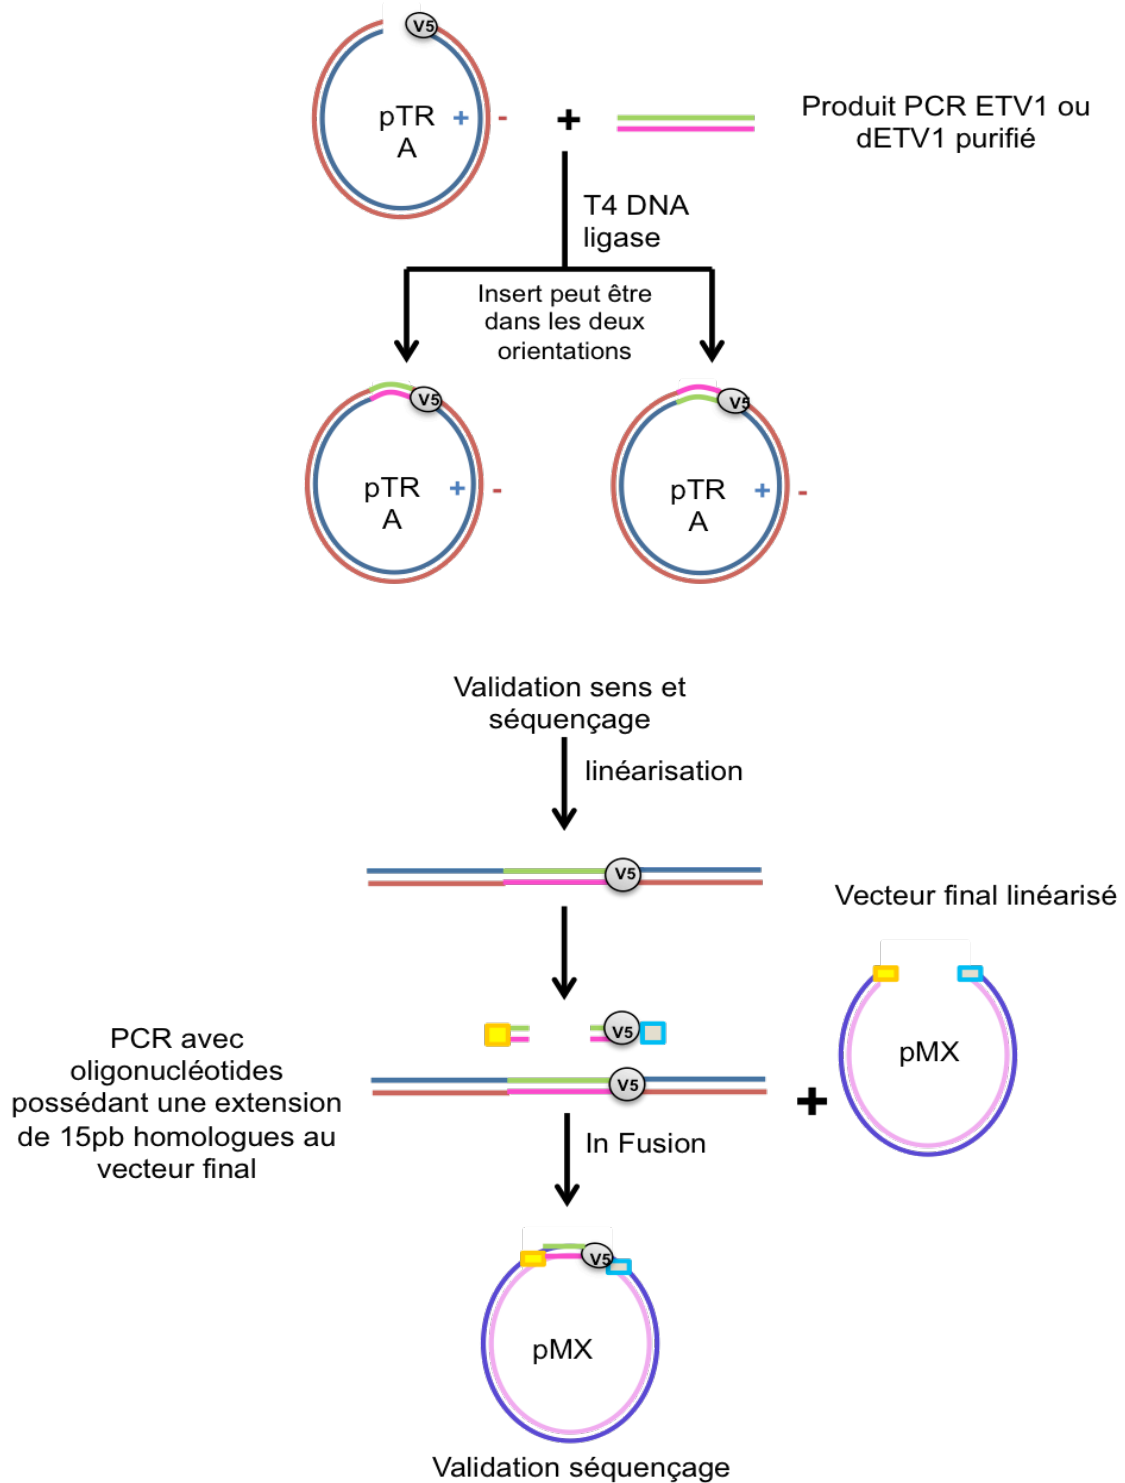 V5
pTR
A
+
-
+
Produit PCR ETV1 ou
dETV1 purifié
T4 DNA
ligase
Insert peut être
dans les deux
orientations
V5
pTR
A
+
-
V5
pTR
A
+
-
Validation sens et
séquençage
linéarisation
V5
Vecteur final linéarisé
V5
pMX
PCR avec
oligonucléotides
possédant une extension
de 15pb homologues au
vecteur final
V5
+
In Fusion
V5
pMX
Validation séquençage